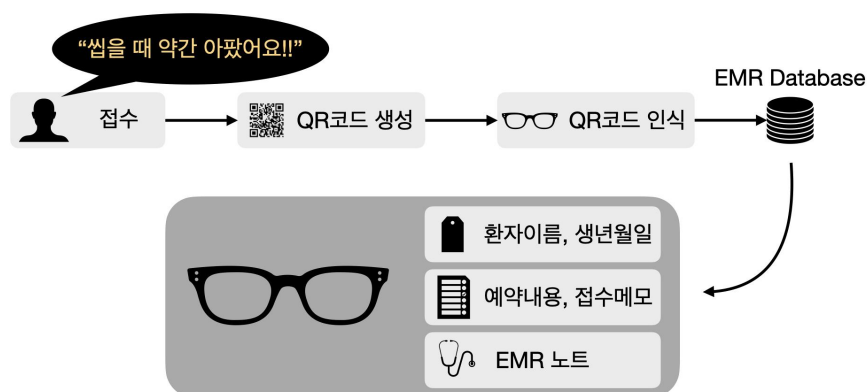 “씹을 때 약간 아팠어요!!”
EMR Database
접수
QR코드 생성
QR코드 인식
환자이름, 생년월일
예약내용, 접수메모
EMR 노트